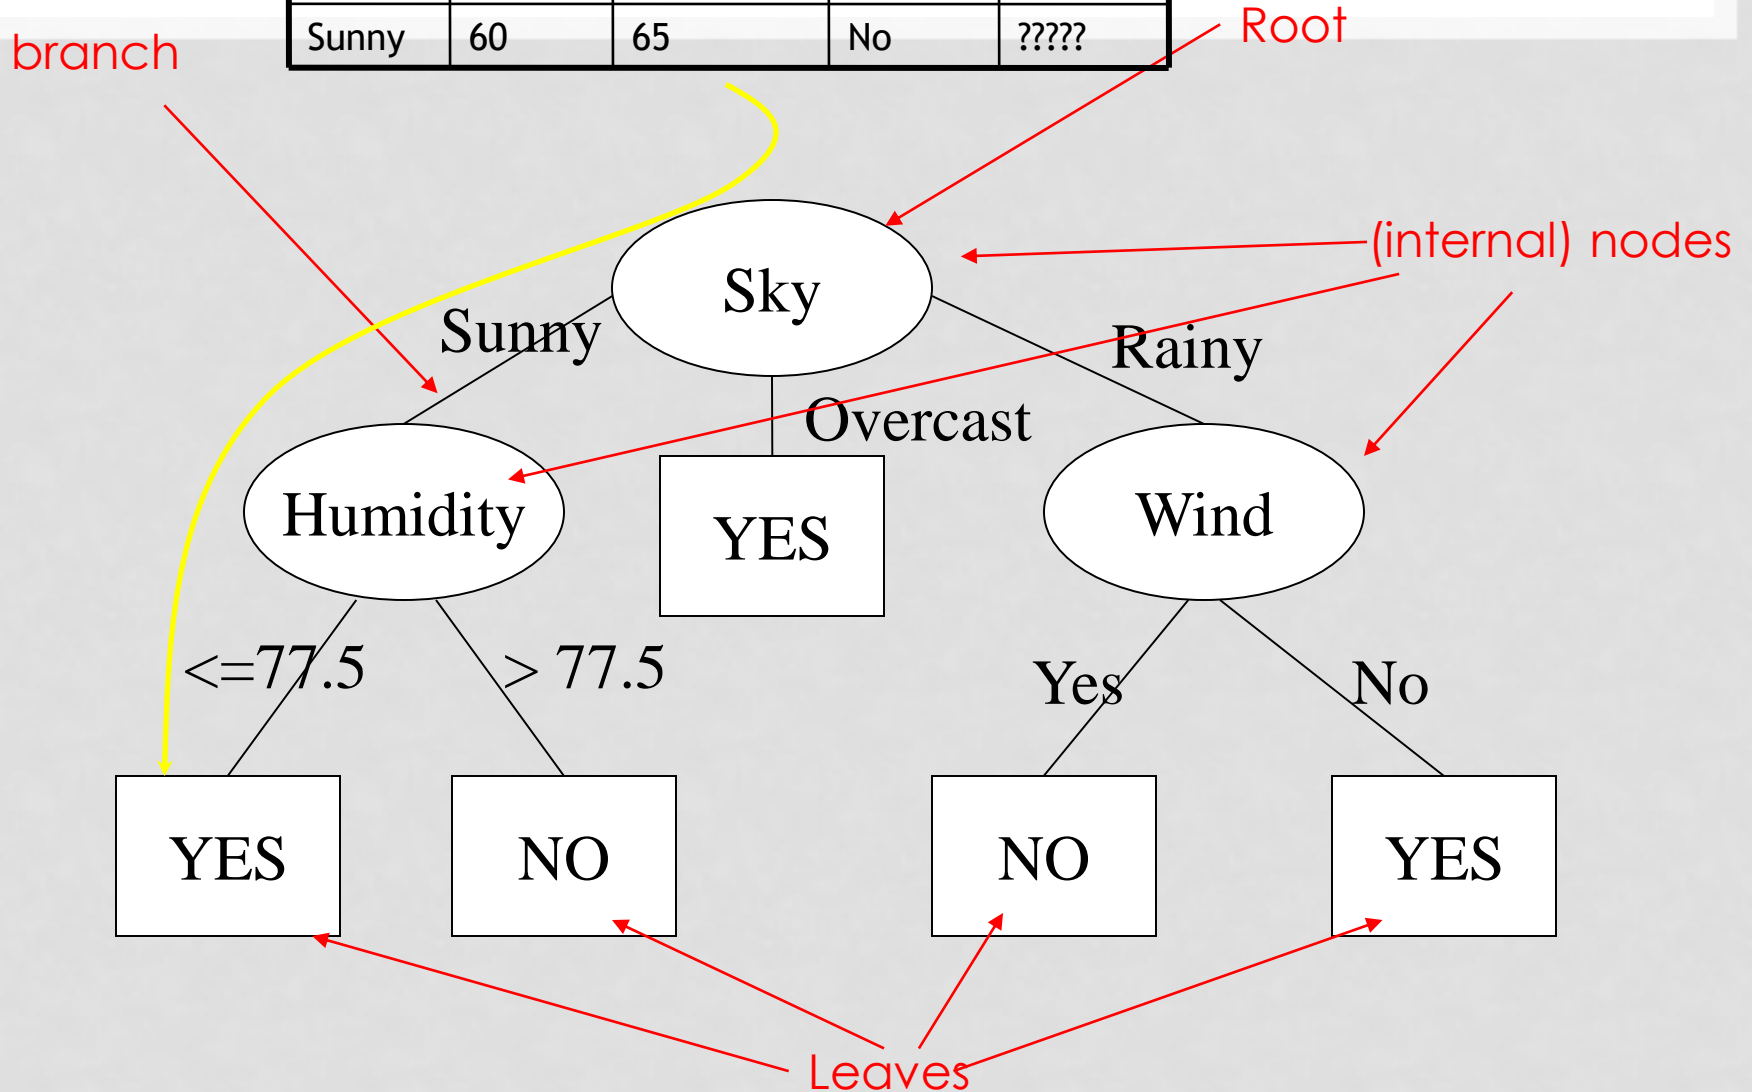 Sunny 60 65 No ?????
Root
branch
(internal) nodes
Sky
Sunny
Rainy
Overcast
Humidity
YES
Wind
<=77.5
> 77.5
Yes
No
YES
NO
NO
YES
Leaves